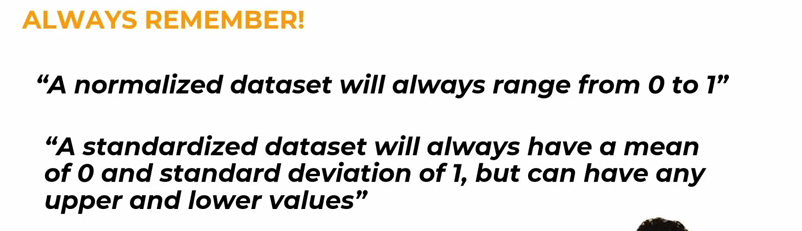 ALWAYS REMEMBER!
“A normalized dataset will always range from 0 to 1”
“A standardized dataset will always have a mean
of 0 and standard deviation of 1, but can have any
upper and lower values”